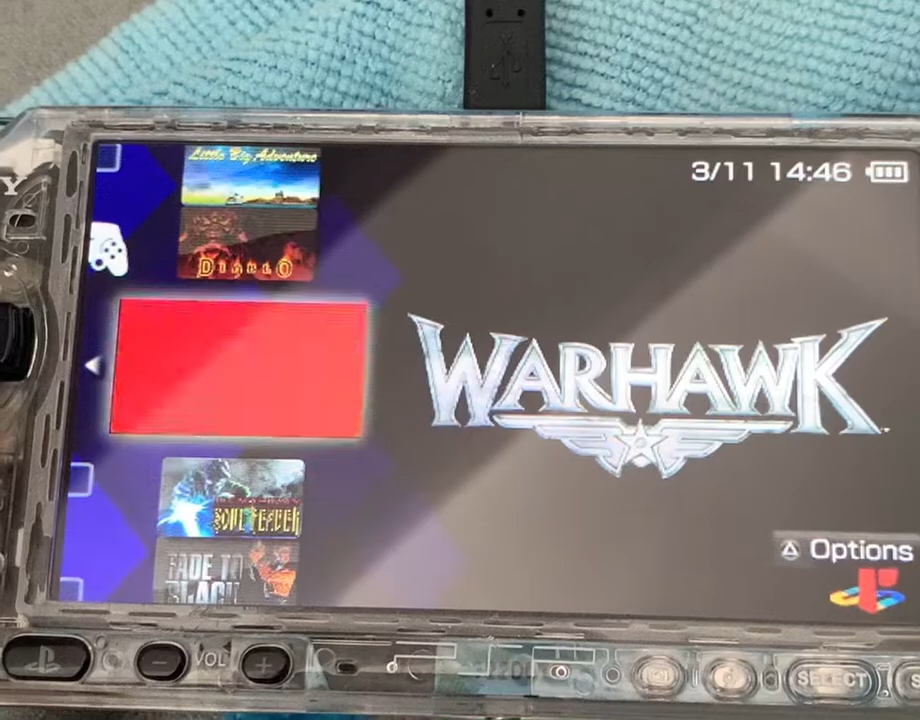 Little Big Adventure
3/11 14:46
Y
DIABLO
WARHAWK
SOUL REAVER
FADE TO
BLACK
Options
VOL
SELECT